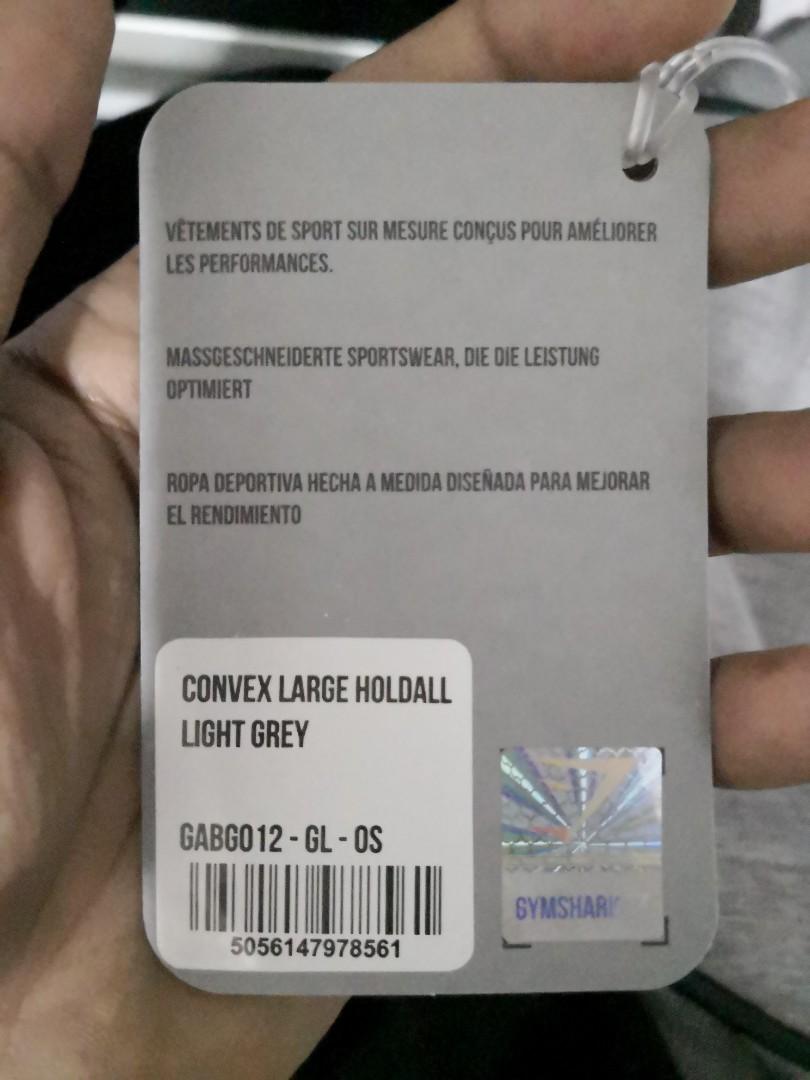 VÊTEMENTS DE SPORT SUR MESURE CONÇUS POUR AMÉLIORER
LES PERFORMANCES.
MASSGESCHNEIDERTE SPORTSWEAR, DIE DIE LEISTUNG
OPTIMIERT
ROPA DEPORTIVA HECHA A MEDIDA DISEÑADA PARA MEJORAR
EL RENDIMIENTO
CONVEX LARGE HOLDALL
LIGHT GREY
GABG012 - GL - OS
5056147978561
GYMSHARK